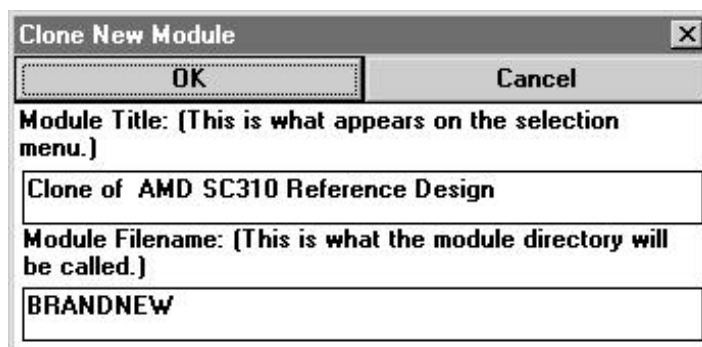 Clone New Module
OK Cancel
Module Title: (This is what appears on the selection
menu.)
Clone of  AMD SC310 Reference Design
Module Filename: (This is what the module directory will
be called.)
BRANDNEW